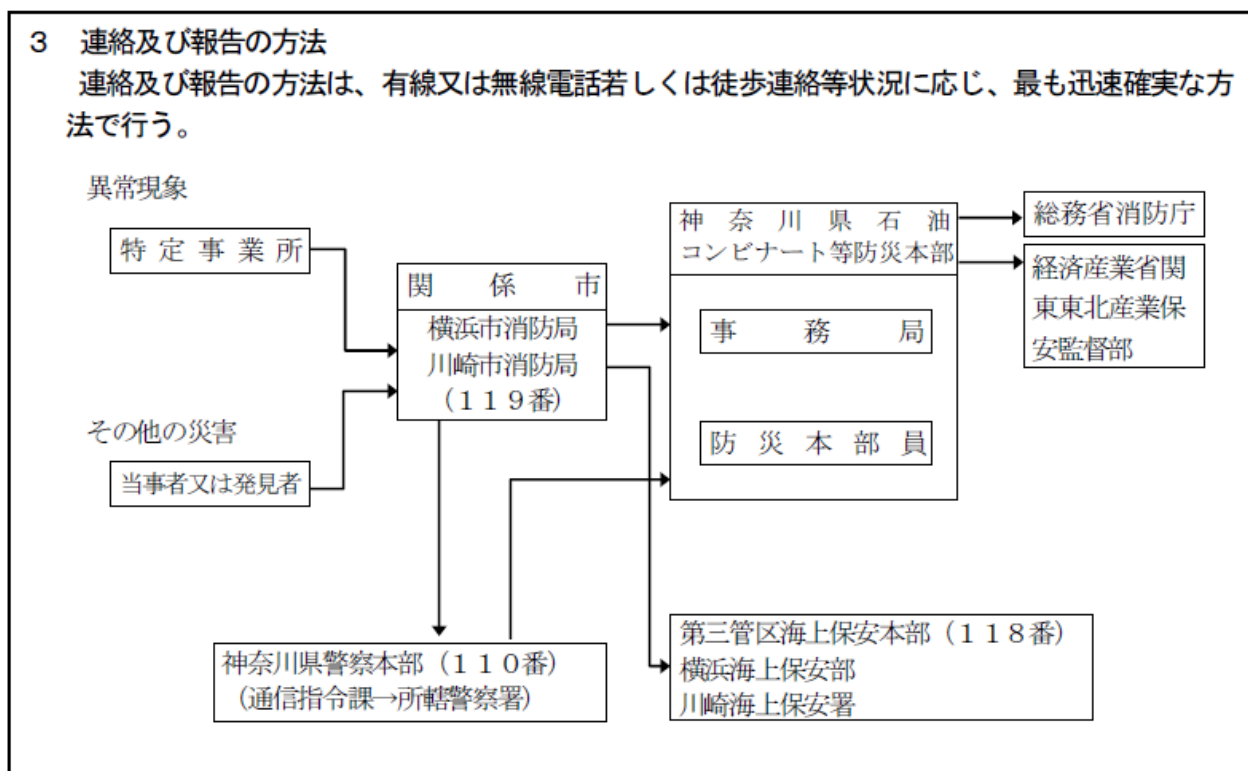 ３　連絡及び報告の方法
連絡及び報告の方法は、有線又は無線電話若しくは徒歩連絡等状況に応じ、最も迅速確実な方
法で行う。
異常現象
特定事業所
関係市
横浜市消防局
川崎市消防局
（１１９番）
その他の災害
当事者又は発見者
神奈川県石油
コンビナート等防災本部
事務局
防災本部員
総務省消防庁
経済産業省関
東東北産業保
安監督部
神奈川県警察本部（１１０番）
（通信指令課→所轄警察署）
第三管区海上保安本部（１１８番）
横浜海上保安部
川崎海上保安署